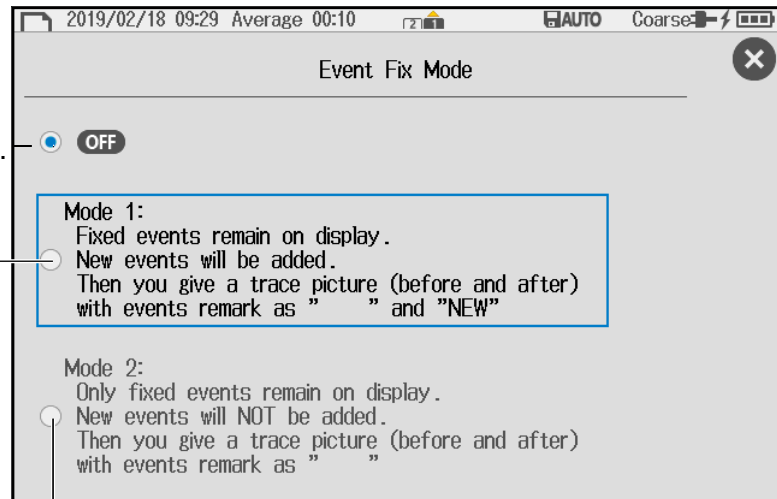 2019/02/18 09:29 Average 00:10 2 1 AUTO Coarse
Event Fix Mode
OFF
Mode 1:
Fixed events remain on display.
New events will be added.
Then you give a trace picture (before and after)
with events remark as "     " and "NEW"
Mode 2:
Only fixed events remain on display.
New events will NOT be added.
Then you give a trace picture (before and after)
with events remark as "     "